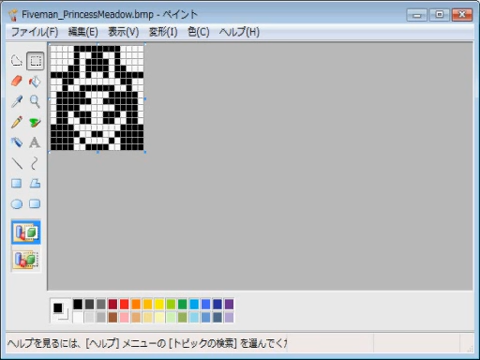 Fiveman_PrincessMeadow.bmp - ペイント
ファイル(F) 編集(E) 表示(V) 変形(I) 色(C) ヘルプ(H)
A
ヘルプを見るには、[ヘルプ] メニューの [トピックの検索] を選んでくだ